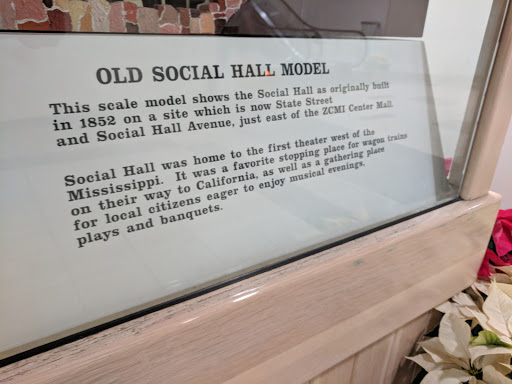 OLD SOCIAL HALL MODEL
This scale model shows the Social Hall as originally built
in 1852 on a site which is now State Street
and Social Hall Avenue, just east of the ZCMI Center Mall.
Social Hall was home to the first theater west of the
Mississippi. It was a favorite stopping place for wagon trains
on their way to California, as well as a gathering place
for local citizens eager to enjoy musical evenings,
plays and banquets.